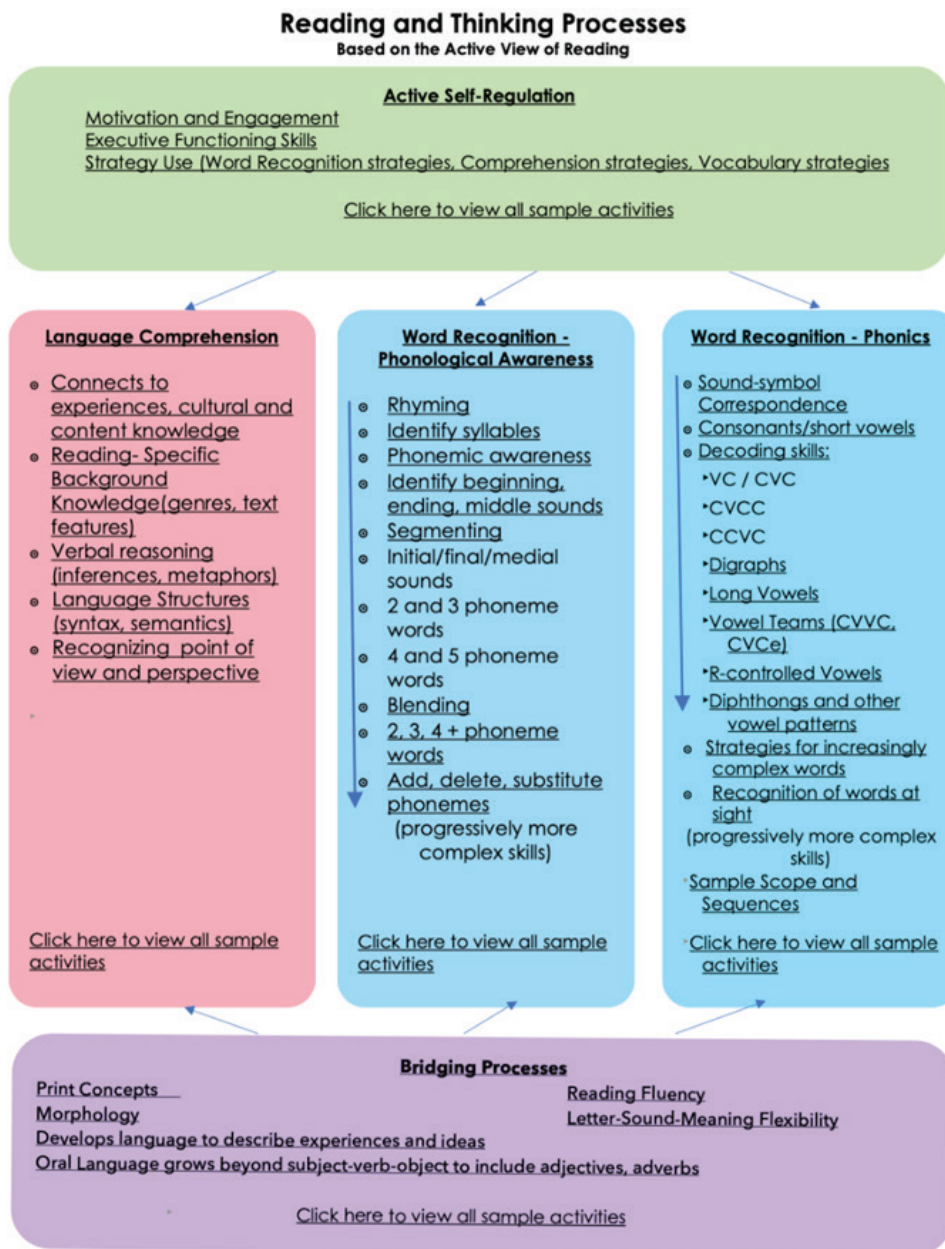 Reading and Thinking Processes
Based on the Active View of Reading
Active Self-Regulation
Motivation and Engagement
Executive Functioning Skills
Strategy Use (Word Recognition strategies, Comprehension strategies, Vocabulary strategies
Click here to view all sample activities
Language Comprehension
Connects to
experiences, cultural and
content knowledge
Reading- Specific
Background
Knowledge(genres, text
features)
Verbal reasoning
(inferences, metaphors)
Language Structures
(syntax, semantics)
Recognizing point of
view and perspective
Click here to view all sample
activities
Word Recognition -
Phonological Awareness
Rhyming
Identify syllables
Phonemic awareness
Identify beginning,
ending, middle sounds
Segmenting
Initial/final/medial
sounds
2 and 3 phoneme
words
4 and 5 phoneme
words
Blending
2, 3, 4 + phoneme
words
Add, delete, substitute
phonemes
(progressively more
complex skills)
Click here to view all sample
activities
Word Recognition - Phonics
Sound-symbol
Correspondence
Consonants/short vowels
Decoding skills:
VC / CVC
CVCC
CCVC
Digraphs
Long Vowels
Vowel Teams (CVVC,
CVCe)
R-controlled Vowels
Diphthongs and other
vowel patterns
Strategies for increasingly
complex words
Recognition of words at
sight
(progressively more complex
skills)
Sample Scope and
Sequences
Click here to view all sample
activities
Bridging Processes
Print Concepts
Morphology
Develops language to describe experiences and ideas
Oral Language grows beyond subject-verb-object to include adjectives, adverbs
Reading Fluency
Letter-Sound-Meaning Flexibility
Click here to view all sample activities